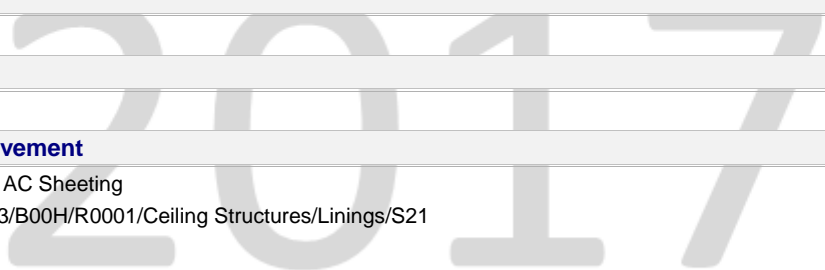 2017
vement
AC Sheeting
3/B00H/R0001/Ceiling Structures/Linings/S21